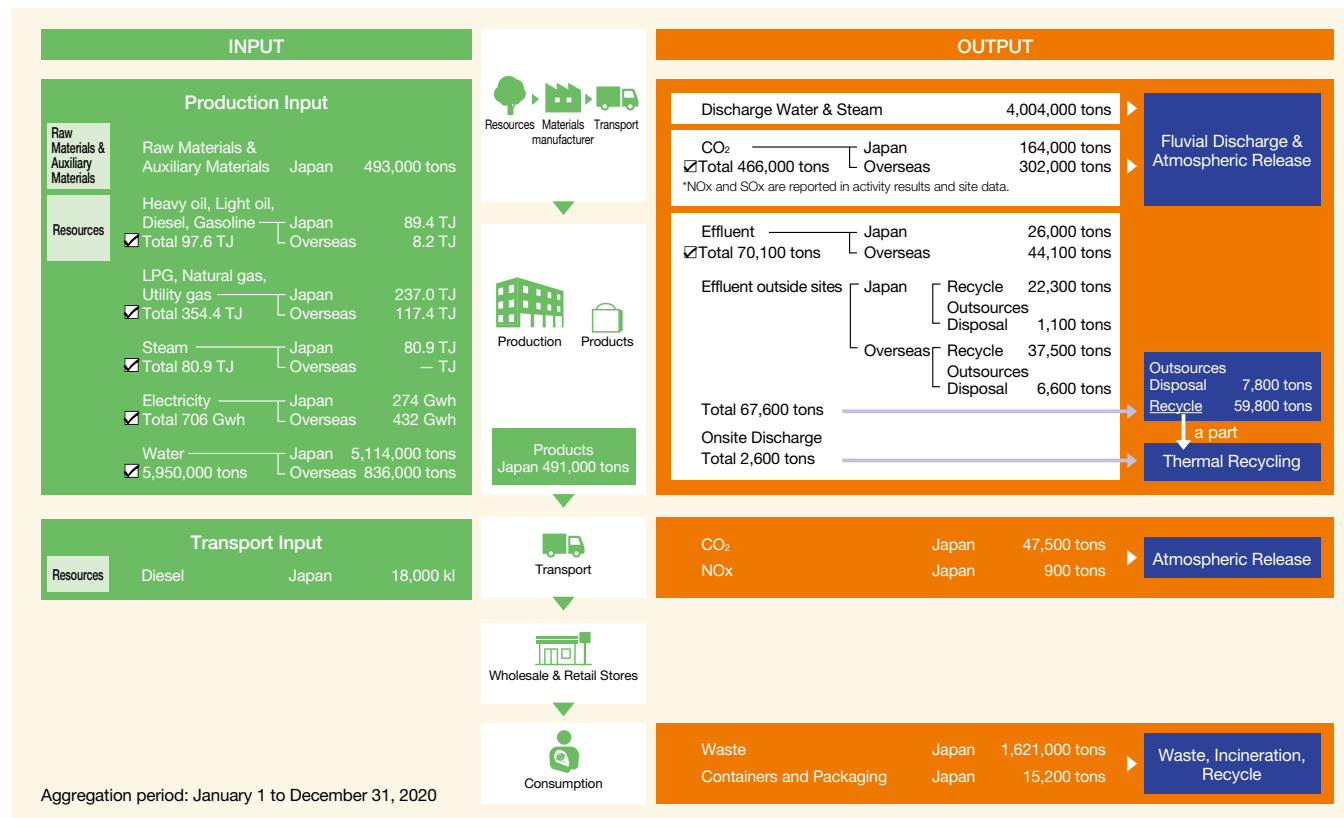 INPUT
Production Input
Raw
Materials &
Auxiliary
Materials
Raw Materials &
Auxiliary Materials Japan 493,000 tons
Resources
Heavy oil, Light oil,
Diesel, Gasoline Japan 89.4 TJ
Total 97.6 TJ Overseas 8.2 TJ
LPG, Natural gas,
Utility gas Japan 237.0 TJ
Total 354.4 TJ Overseas 117.4 TJ
Steam Japan 80.9 TJ
Total 80.9 TJ Overseas — TJ
Electricity Japan 274 Gwh
Total 706 Gwh Overseas 432 Gwh
Water Japan 5,114,000 tons
5,950,000 tons Overseas 836,000 tons
Transport Input
Resources Diesel Japan 18,000 kl
Resources Materials Transport
manufacturer
Production Products
Products
Japan 491,000 tons
Transport
Wholesale & Retail Stores
Consumption
OUTPUT
Discharge Water & Steam 4,004,000 tons
CO₂ Japan 164,000 tons
Total 466,000 tons Overseas 302,000 tons
*NOx and SOx are reported in activity results and site data.
Fluvial Discharge &
Atmospheric Release
Effluent Japan 26,000 tons
Total 70,100 tons Overseas 44,100 tons
Effluent outside sites Japan Recycle 22,300 tons
Outsources
Disposal 1,100 tons
Overseas Recycle 37,500 tons
Outsources
Disposal 6,600 tons
Total 67,600 tons
Onsite Discharge
Total 2,600 tons
Outsources
Disposal 7,800 tons
Recycle 59,800 tons
a part
Thermal Recycling
CO₂ Japan 47,500 tons
NOx Japan 900 tons
Atmospheric Release
Waste Japan 1,621,000 tons
Containers and Packaging Japan 15,200 tons
Waste, Incineration,
Recycle
Aggregation period: January 1 to December 31, 2020